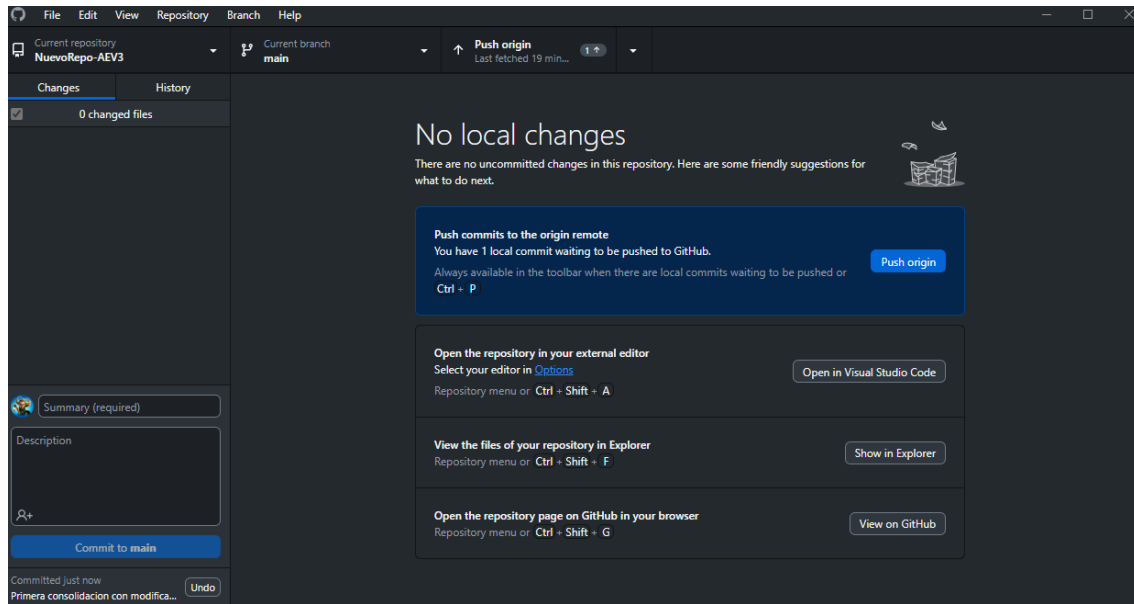 File Edit View Repository Branch Help
Current repository
NuevoRepo-AEV3
Current branch
main
Push origin
Last fetched 19 min...
1
Changes History
0 changed files
No local changes
There are no uncommitted changes in this repository. Here are some friendly suggestions for
what to do next.
Push commits to the origin remote
You have 1 local commit waiting to be pushed to GitHub.
Always available in the toolbar when there are local commits waiting to be pushed or
Ctrl + P
Push origin
Open the repository in your external editor
Select your editor in Options
Repository menu or Ctrl + Shift + A
Open in Visual Studio Code
View the files of your repository in Explorer
Repository menu or Ctrl + Shift + F
Show in Explorer
Open the repository page on GitHub in your browser
Repository menu or Ctrl + Shift + G
View on GitHub
Summary (required)
Description
Commit to main
Committed just now
Primera consolidacion con modifica...
Undo